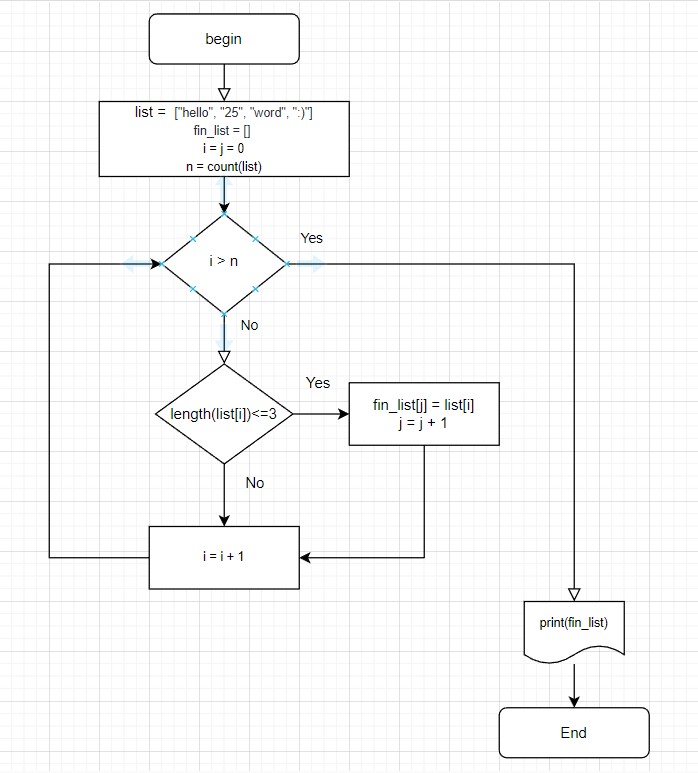 begin
list = ["hello", "25", "word", ":)"]
fin_list = []
i = j = 0
n = count(list)
i > n
Yes
No
length(list[i])<=3
Yes
fin_list[j] = list[i]
j = j + 1
No
i = i + 1
print(fin_list)
End